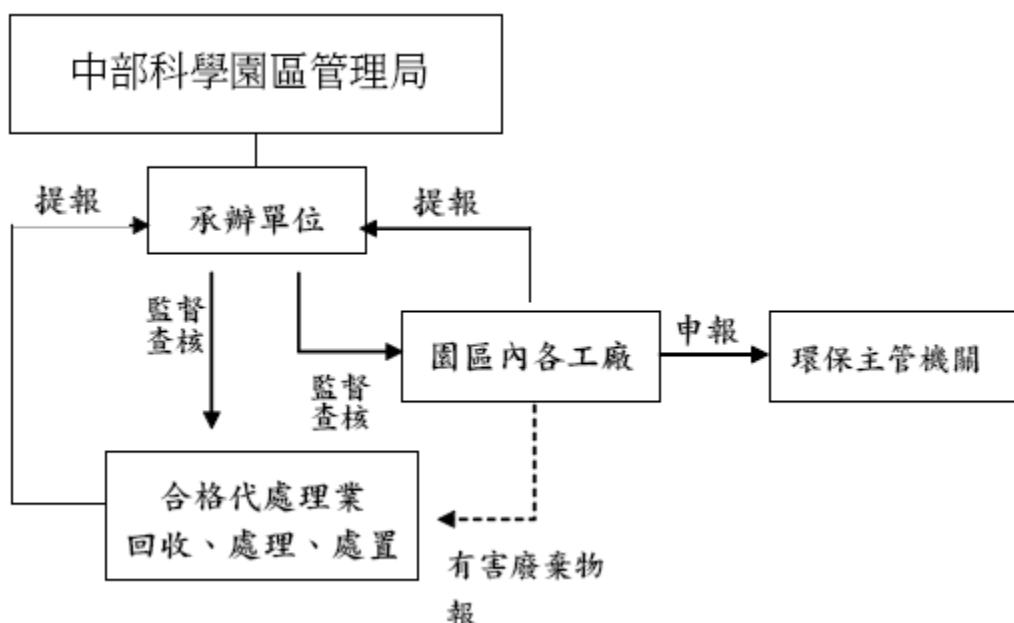 中部科學園區管理局
提報
承辦單位
提報
監督
查核
監督
查核
園區內各工廠
申報
環保主管機關
合格代處理業
回收、處理、處置
有害廢棄物
報